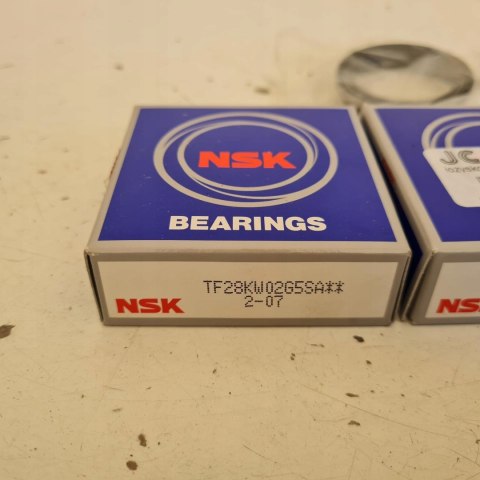 NSK
BEARINGS
NSK
TF28KW02G5SA**
2-07
JC
NS